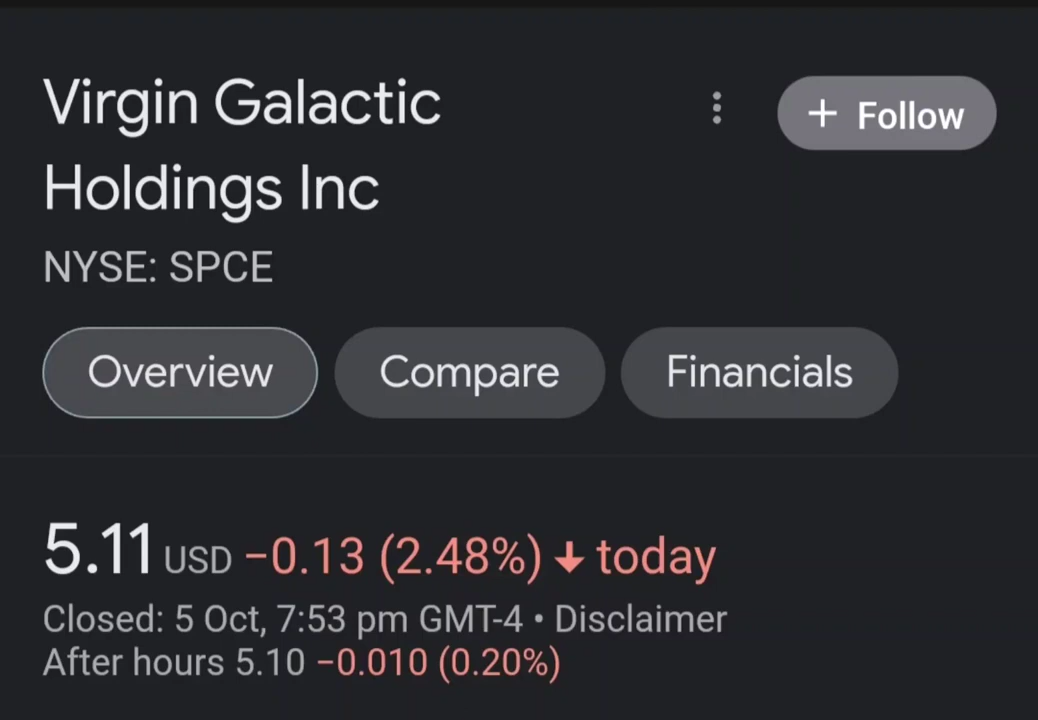 Virgin Galactic
Holdings Inc
+ Follow
NYSE: SPCE
Overview
Compare
Financials
5.11 USD −0.13 (2.48%) ↓ today
Closed: 5 Oct, 7:53 pm GMT-4 • Disclaimer
After hours 5.10 −0.010 (0.20%)